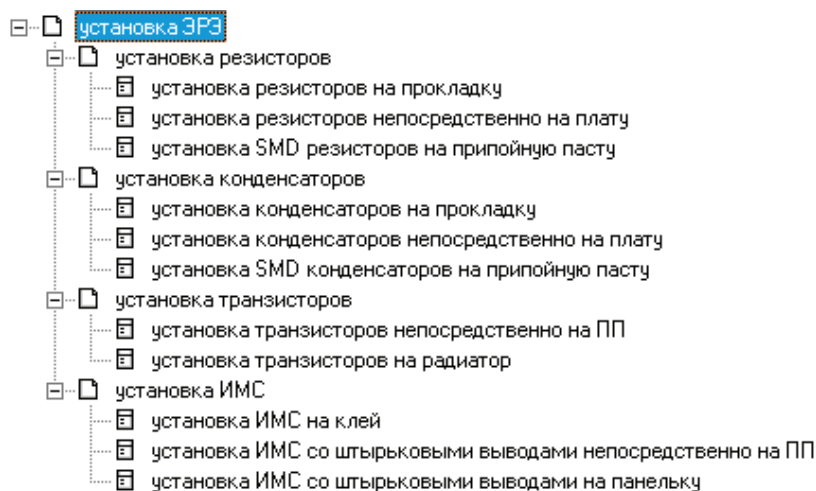 установка ЭРЭ
установка резисторов
установка резисторов на прокладку
установка резисторов непосредственно на плату
установка SMD резисторов на припойную пасту
установка конденсаторов
установка конденсаторов на прокладку
установка конденсаторов непосредственно на плату
установка SMD конденсаторов на припойную пасту
установка транзисторов
установка транзисторов непосредственно на ПП
установка транзисторов на радиатор
установка ИМС
установка ИМС на клей
установка ИМС со штырьковыми выводами непосредственно на ПП
установка ИМС со штырьковыми выводами на панельку